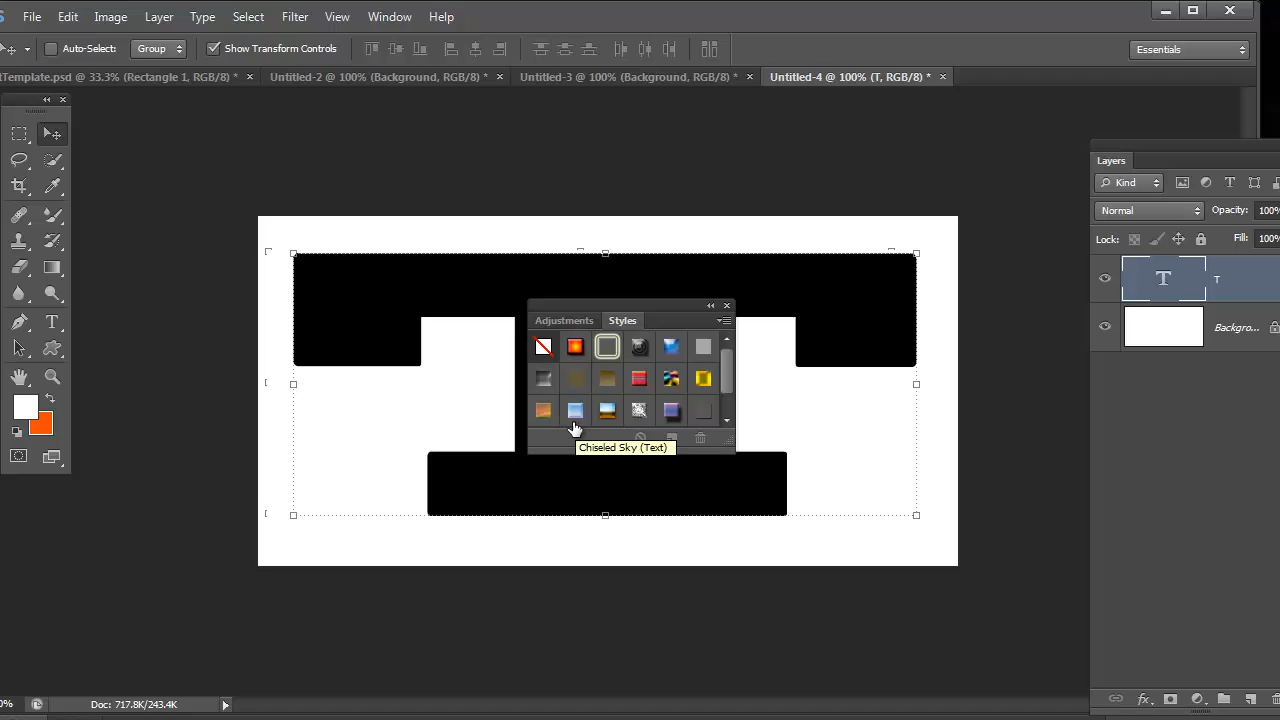 File Edit Image Layer Type Select Filter View Window Help
Auto-Select: Group Show Transform Controls Essentials
tTemplate.psd @ 33.3% (Rectangle 1, RGB/8) * Untitled-2 @ 100% (Background, RGB/8) * Untitled-3 @ 100% (Background, RGB/8) * Untitled-4 @ 100% (T, RGB/8) *
Layers
Kind
Normal Opacity: 100%
Lock: Fill: 100%
T T
Backgro...
Adjustments Styles
Chiseled Sky (Text)
T
0% Doc: 717.8K/243.4K